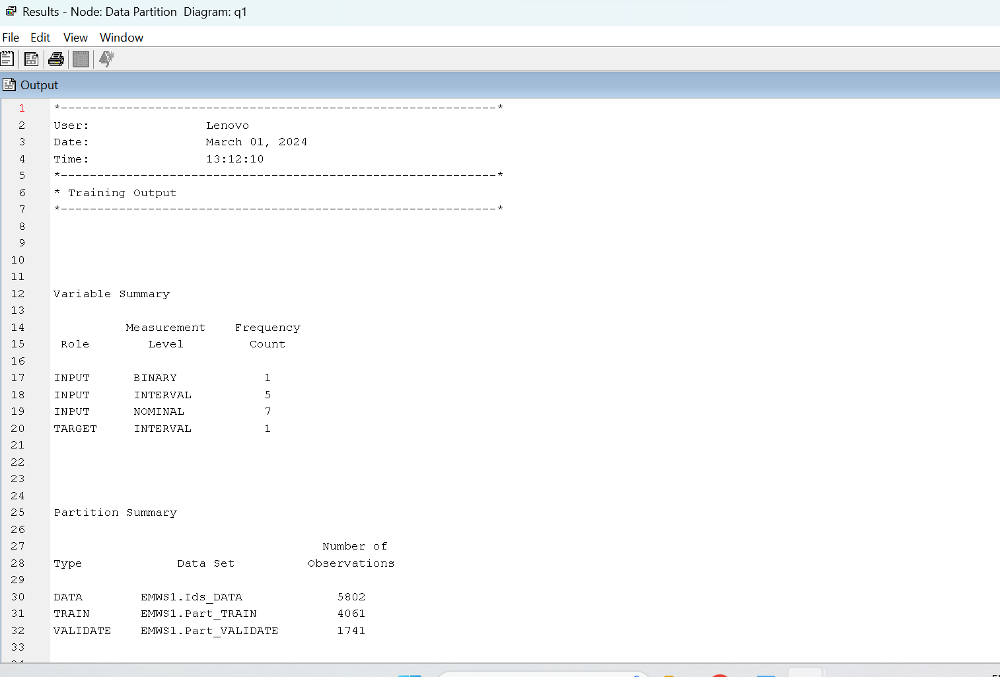 Results - Node: Data Partition  Diagram: q1
File Edit View Window
Output
1 *------------------------------------------------------------*
2 User: Lenovo
3 Date: March 01, 2024
4 Time: 13:12:10
5 *------------------------------------------------------------*
6 * Training Output
7 *------------------------------------------------------------*
8
9
10
11
12 Variable Summary
13
14 Measurement Frequency
15 Role Level Count
16
17 INPUT BINARY 1
18 INPUT INTERVAL 5
19 INPUT NOMINAL 7
20 TARGET INTERVAL 1
21
22
23
24
25 Partition Summary
26
27 Number of
28 Type Data Set Observations
29
30 DATA EMWS1.Ids_DATA 5802
31 TRAIN EMWS1.Part_TRAIN 4061
32 VALIDATE EMWS1.Part_VALIDATE 1741
33